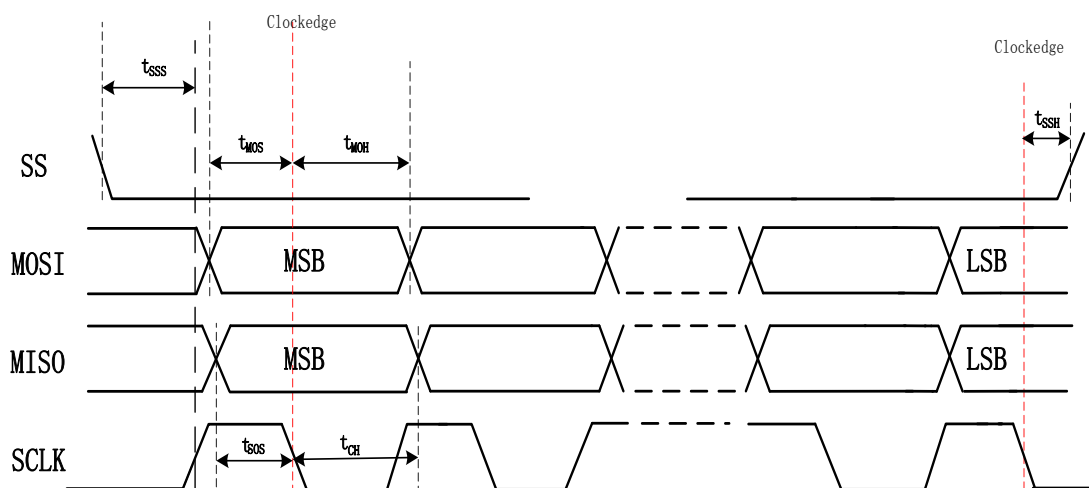 Clockedge
Clockedge
tSSS
tSSH
tMOS
tMOH
SS
MOSI
MSB
LSB
MISO
MSB
LSB
tSOS
tCH
SCLK